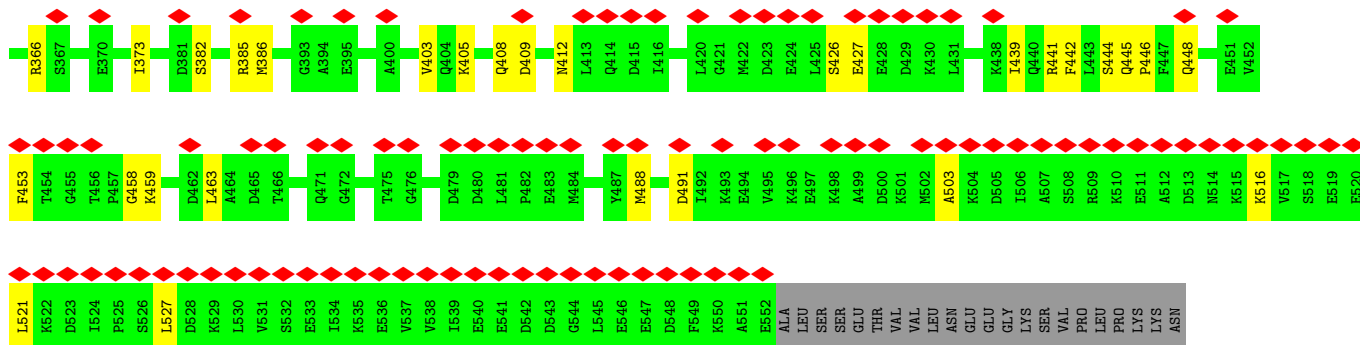 R366 S367 E370 I373 D381 S382 R385 M386 G393 A394 E395 A400 V403 Q404 K405 Q408 D409 N412 L413 Q414 D415 I416 L420 G421 M422 D423 E424 L425 S426 E427 E428 D429 K430 L431 K438 I439 Q440 R441 F442 L443 S444 Q445 P446 F447 Q448 E451 V452
F453 T454 G455 T456 P457 G458 K459 D462 L463 A464 D465 T466 Q471 G472 T475 G476 D479 D480 L481 P482 E483 M484 Y487 M488 D491 I492 K493 E494 V495 K496 E497 K498 A499 D500 K501 M502 A503 K504 D505 I506 A507 S508 R509 K510 E511 A512 D513 N514 K515 K516 V517 S518 E519 E520
L521 K522 D523 I524 P525 S526 L527 D528 K529 L530 V531 S532 E533 I534 K535 E536 V537 V538 I539 E540 E541 D542 D543 G544 L545 E546 E547 D548 F549 K550 A551 E552 ALA LEU SER SER GLU THR VAL VAL LEU ASN GLU GLU GLY LYS SER VAL PRO LEU PRO LYS LYS ASN